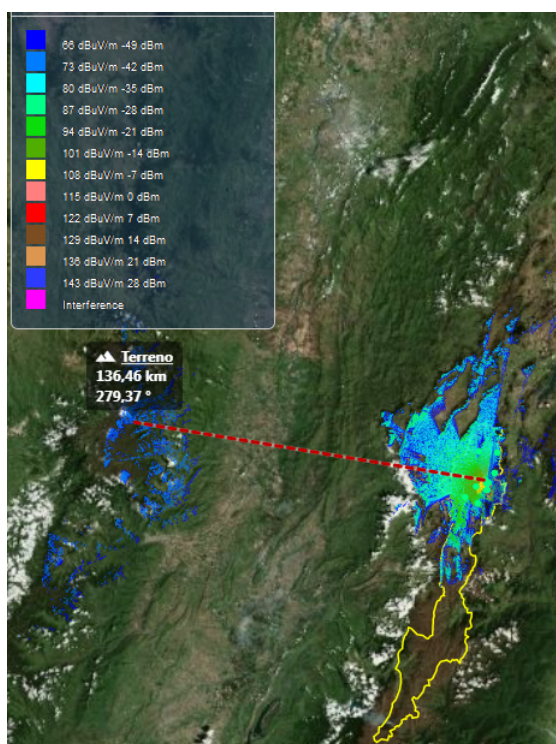 66 dBuV/m -49 dBm
73 dBuV/m -42 dBm
80 dBuV/m -35 dBm
87 dBuV/m -28 dBm
94 dBuV/m -21 dBm
101 dBuV/m -14 dBm
108 dBuV/m -7 dBm
115 dBuV/m 0 dBm
122 dBuV/m 7 dBm
129 dBuV/m 14 dBm
136 dBuV/m 21 dBm
143 dBuV/m 28 dBm
Interference
Terreno
136,46 km
279,37 °